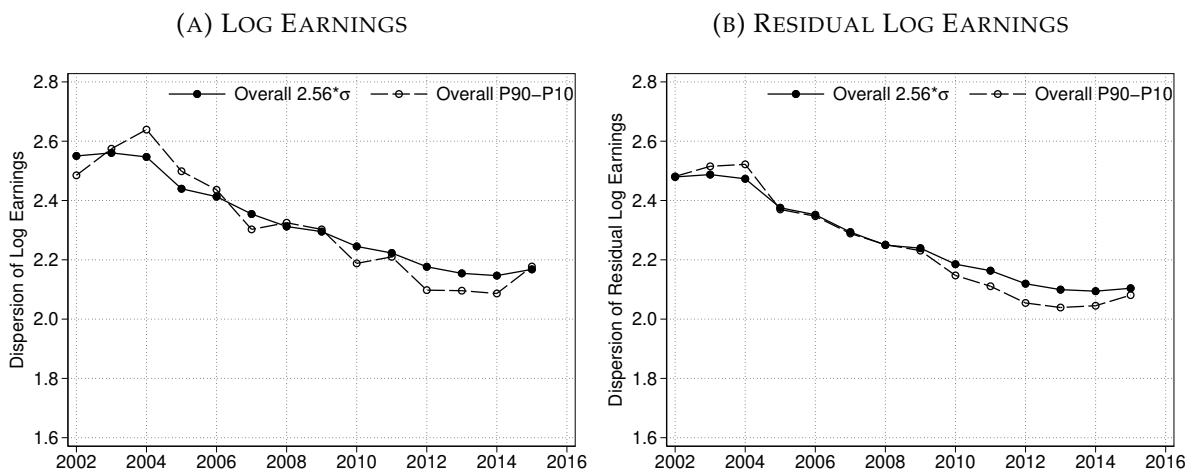 (A) LOG EARNINGS
Dispersion of Log Earnings
2.8
2.6
2.4
2.2
2.0
1.8
1.6
Overall 2.56*σ
Overall P90−P10
2002 2004 2006 2008 2010 2012 2014 2016
(B) RESIDUAL LOG EARNINGS
Dispersion of Residual Log Earnings
2.8
2.6
2.4
2.2
2.0
1.8
1.6
Overall 2.56*σ
Overall P90−P10
2002 2004 2006 2008 2010 2012 2014 2016